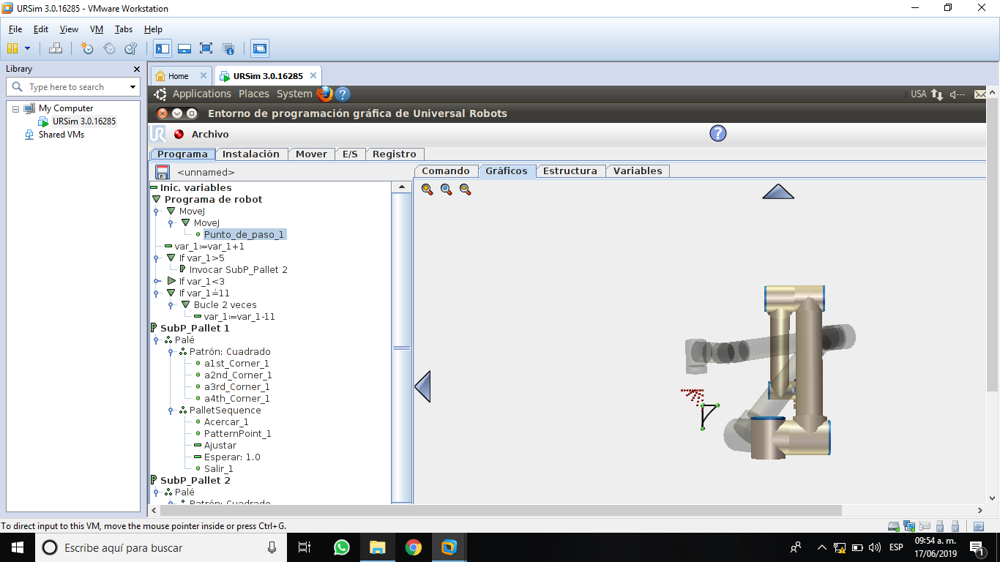 URSim 3.0.16285 - VMware Workstation
File Edit View VM Tabs Help
Library
Type here to search
My Computer
URSim 3.0.16285
Shared VMs
Home URSim 3.0.16285
Applications Places System USA
Entorno de programación gráfica de Universal Robots
Archivo
Programa Instalación Mover E/S Registro
<unnamed>
Comando Gráficos Estructura Variables
Inic. variables
Programa de robot
MoveJ
MoveJ
Punto_de_paso_1
var_1:=var_1+1
If var_1>5
Invocar SubP_Pallet 2
If var_1<3
If var_1≟11
Bucle 2 veces
var_1:=var_1-11
SubP_Pallet 1
Palé
Patrón: Cuadrado
a1st_Corner_1
a2nd_Corner_1
a3rd_Corner_1
a4th_Corner_1
PalletSequence
Acercar_1
PatternPoint_1
Ajustar
Esperar: 1.0
Salir_1
SubP_Pallet 2
Palé
Patrón: Cuadrado
To direct input to this VM, move the mouse pointer inside or press Ctrl+G.
Escribe aquí para buscar
ESP
09:54 a. m.
17/06/2019
1